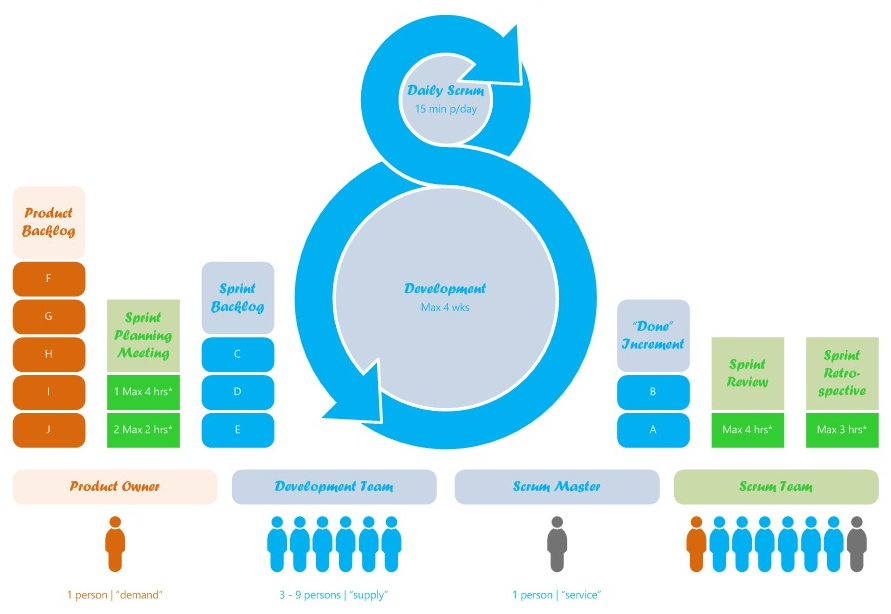 Daily Scrum
15 min p/day
Product
Backlog
F
G
H
I
J
Sprint
Planning
Meeting
1 Max 4 hrs*
2 Max 2 hrs*
Sprint
Backlog
C
D
E
Development
Max 4 wks
"Done"
Increment
B
A
Sprint
Review
Max 4 hrs*
Sprint
Retro-
spective
Max 3 hrs*
Product Owner
Development Team
Scrum Master
Scrum Team
1 person | "demand"
3 - 9 persons | "supply"
1 person | "service"